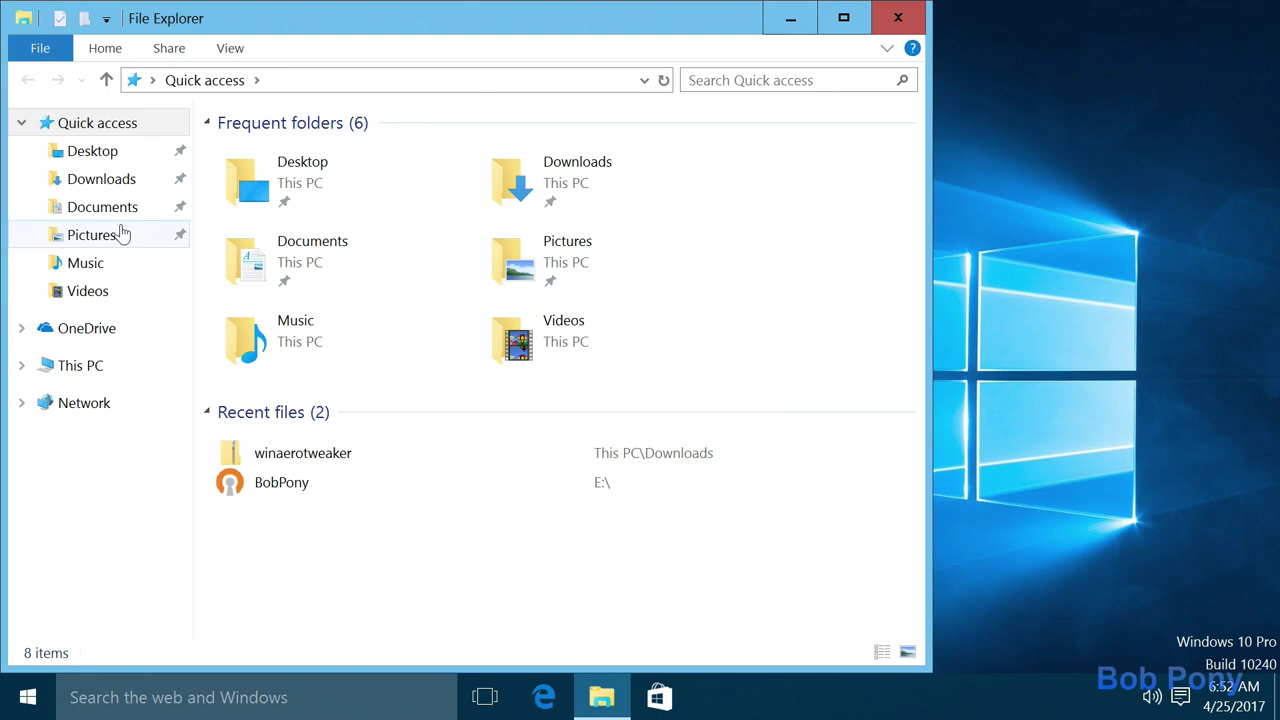 File Explorer
File Home Share View
Quick access
Search Quick access
Quick access
Desktop
Downloads
Documents
Pictures
Music
Videos
OneDrive
This PC
Network
Frequent folders (6)
Desktop
This PC
Downloads
This PC
Documents
This PC
Pictures
This PC
Music
This PC
Videos
This PC
Recent files (2)
winaerotweaker This PC\Downloads
BobPony E:\
8 items
Windows 10 Pro
Build 10240
Bob Pony
Search the web and Windows
6:52 AM
4/25/2017